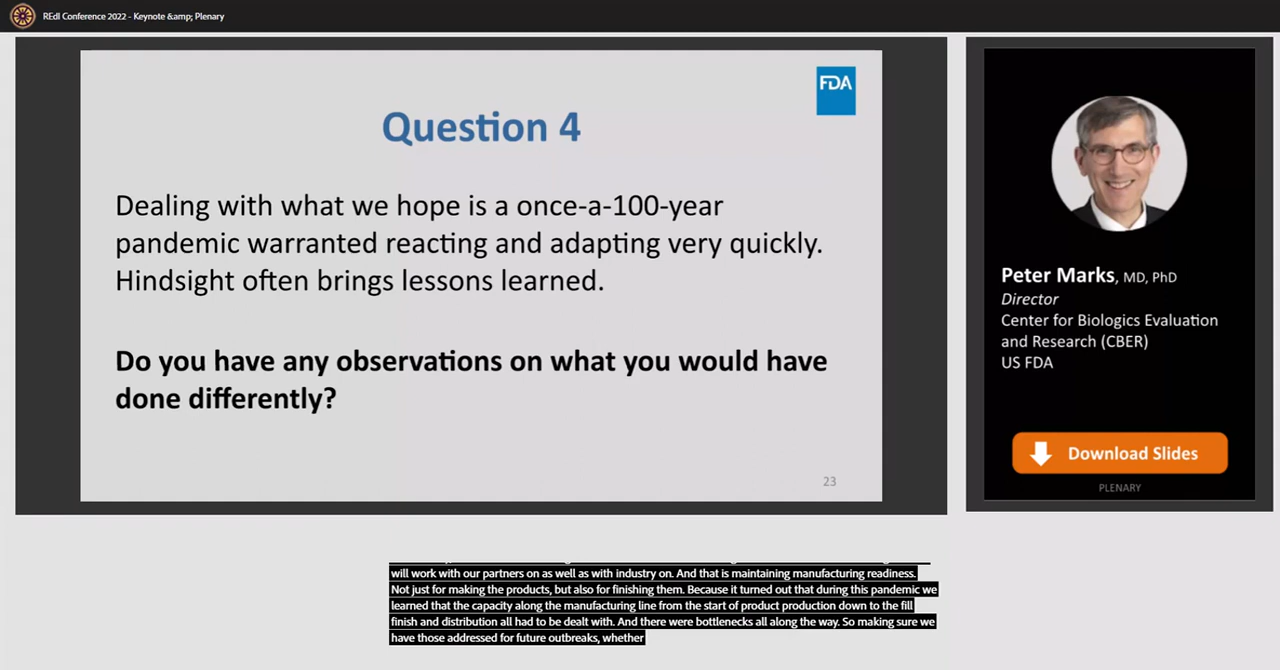 REdI Conference 2022 - Keynote &amp; Plenary
FDA
Question 4
Dealing with what we hope is a once-a-100-year
pandemic warranted reacting and adapting very quickly.
Hindsight often brings lessons learned.
Do you have any observations on what you would have
done differently?
23
Peter Marks, MD, PhD
Director
Center for Biologics Evaluation
and Research (CBER)
US FDA
Download Slides
PLENARY
will work with our partners on as well as with industry on. And that is maintaining manufacturing readiness.
Not just for making the products, but also for finishing them. Because it turned out that during this pandemic we
learned that the capacity along the manufacturing line from the start of product production down to the fill
finish and distribution all had to be dealt with. And there were bottlenecks all along the way. So making sure we
have those addressed for future outbreaks, whether